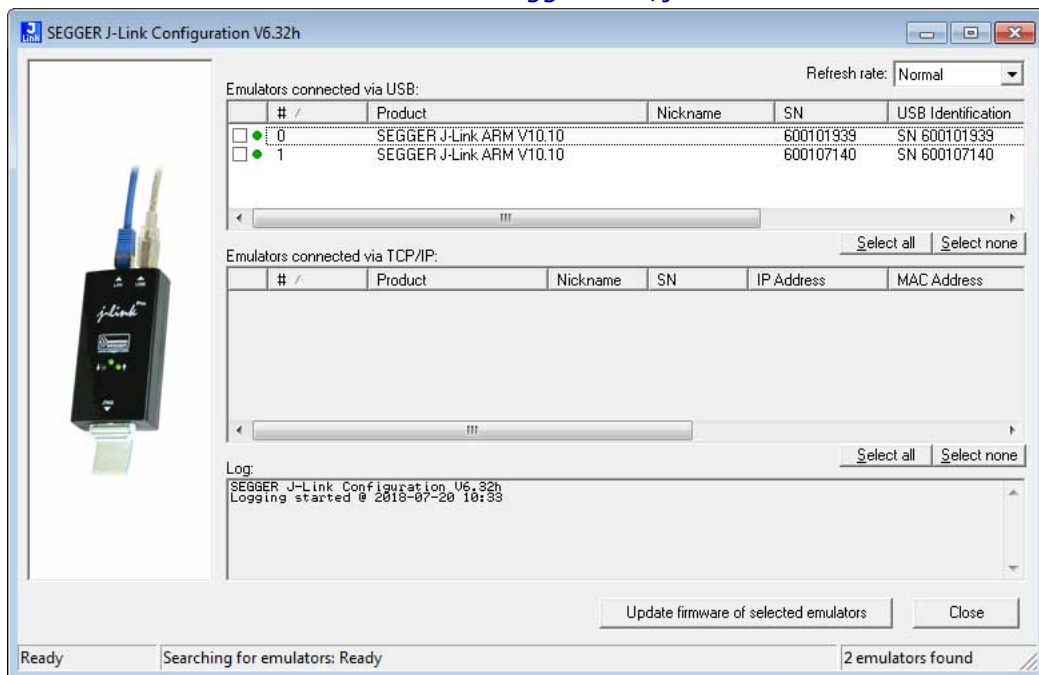 SEGGER J-Link Configuration V6.32h
Refresh rate: Normal
Emulators connected via USB:
# Product Nickname SN USB Identification
0 SEGGER J-Link ARM V10.10 600101939 SN 600101939
1 SEGGER J-Link ARM V10.10 600107140 SN 600107140
Select all Select none
Emulators connected via TCP/IP:
# Product Nickname SN IP Address MAC Address
j-link Pro
Select all Select none
Log:
SEGGER J-Link Configuration V6.32h
Logging started @ 2018-07-20 10:33
Update firmware of selected emulators Close
Ready Searching for emulators: Ready 2 emulators found